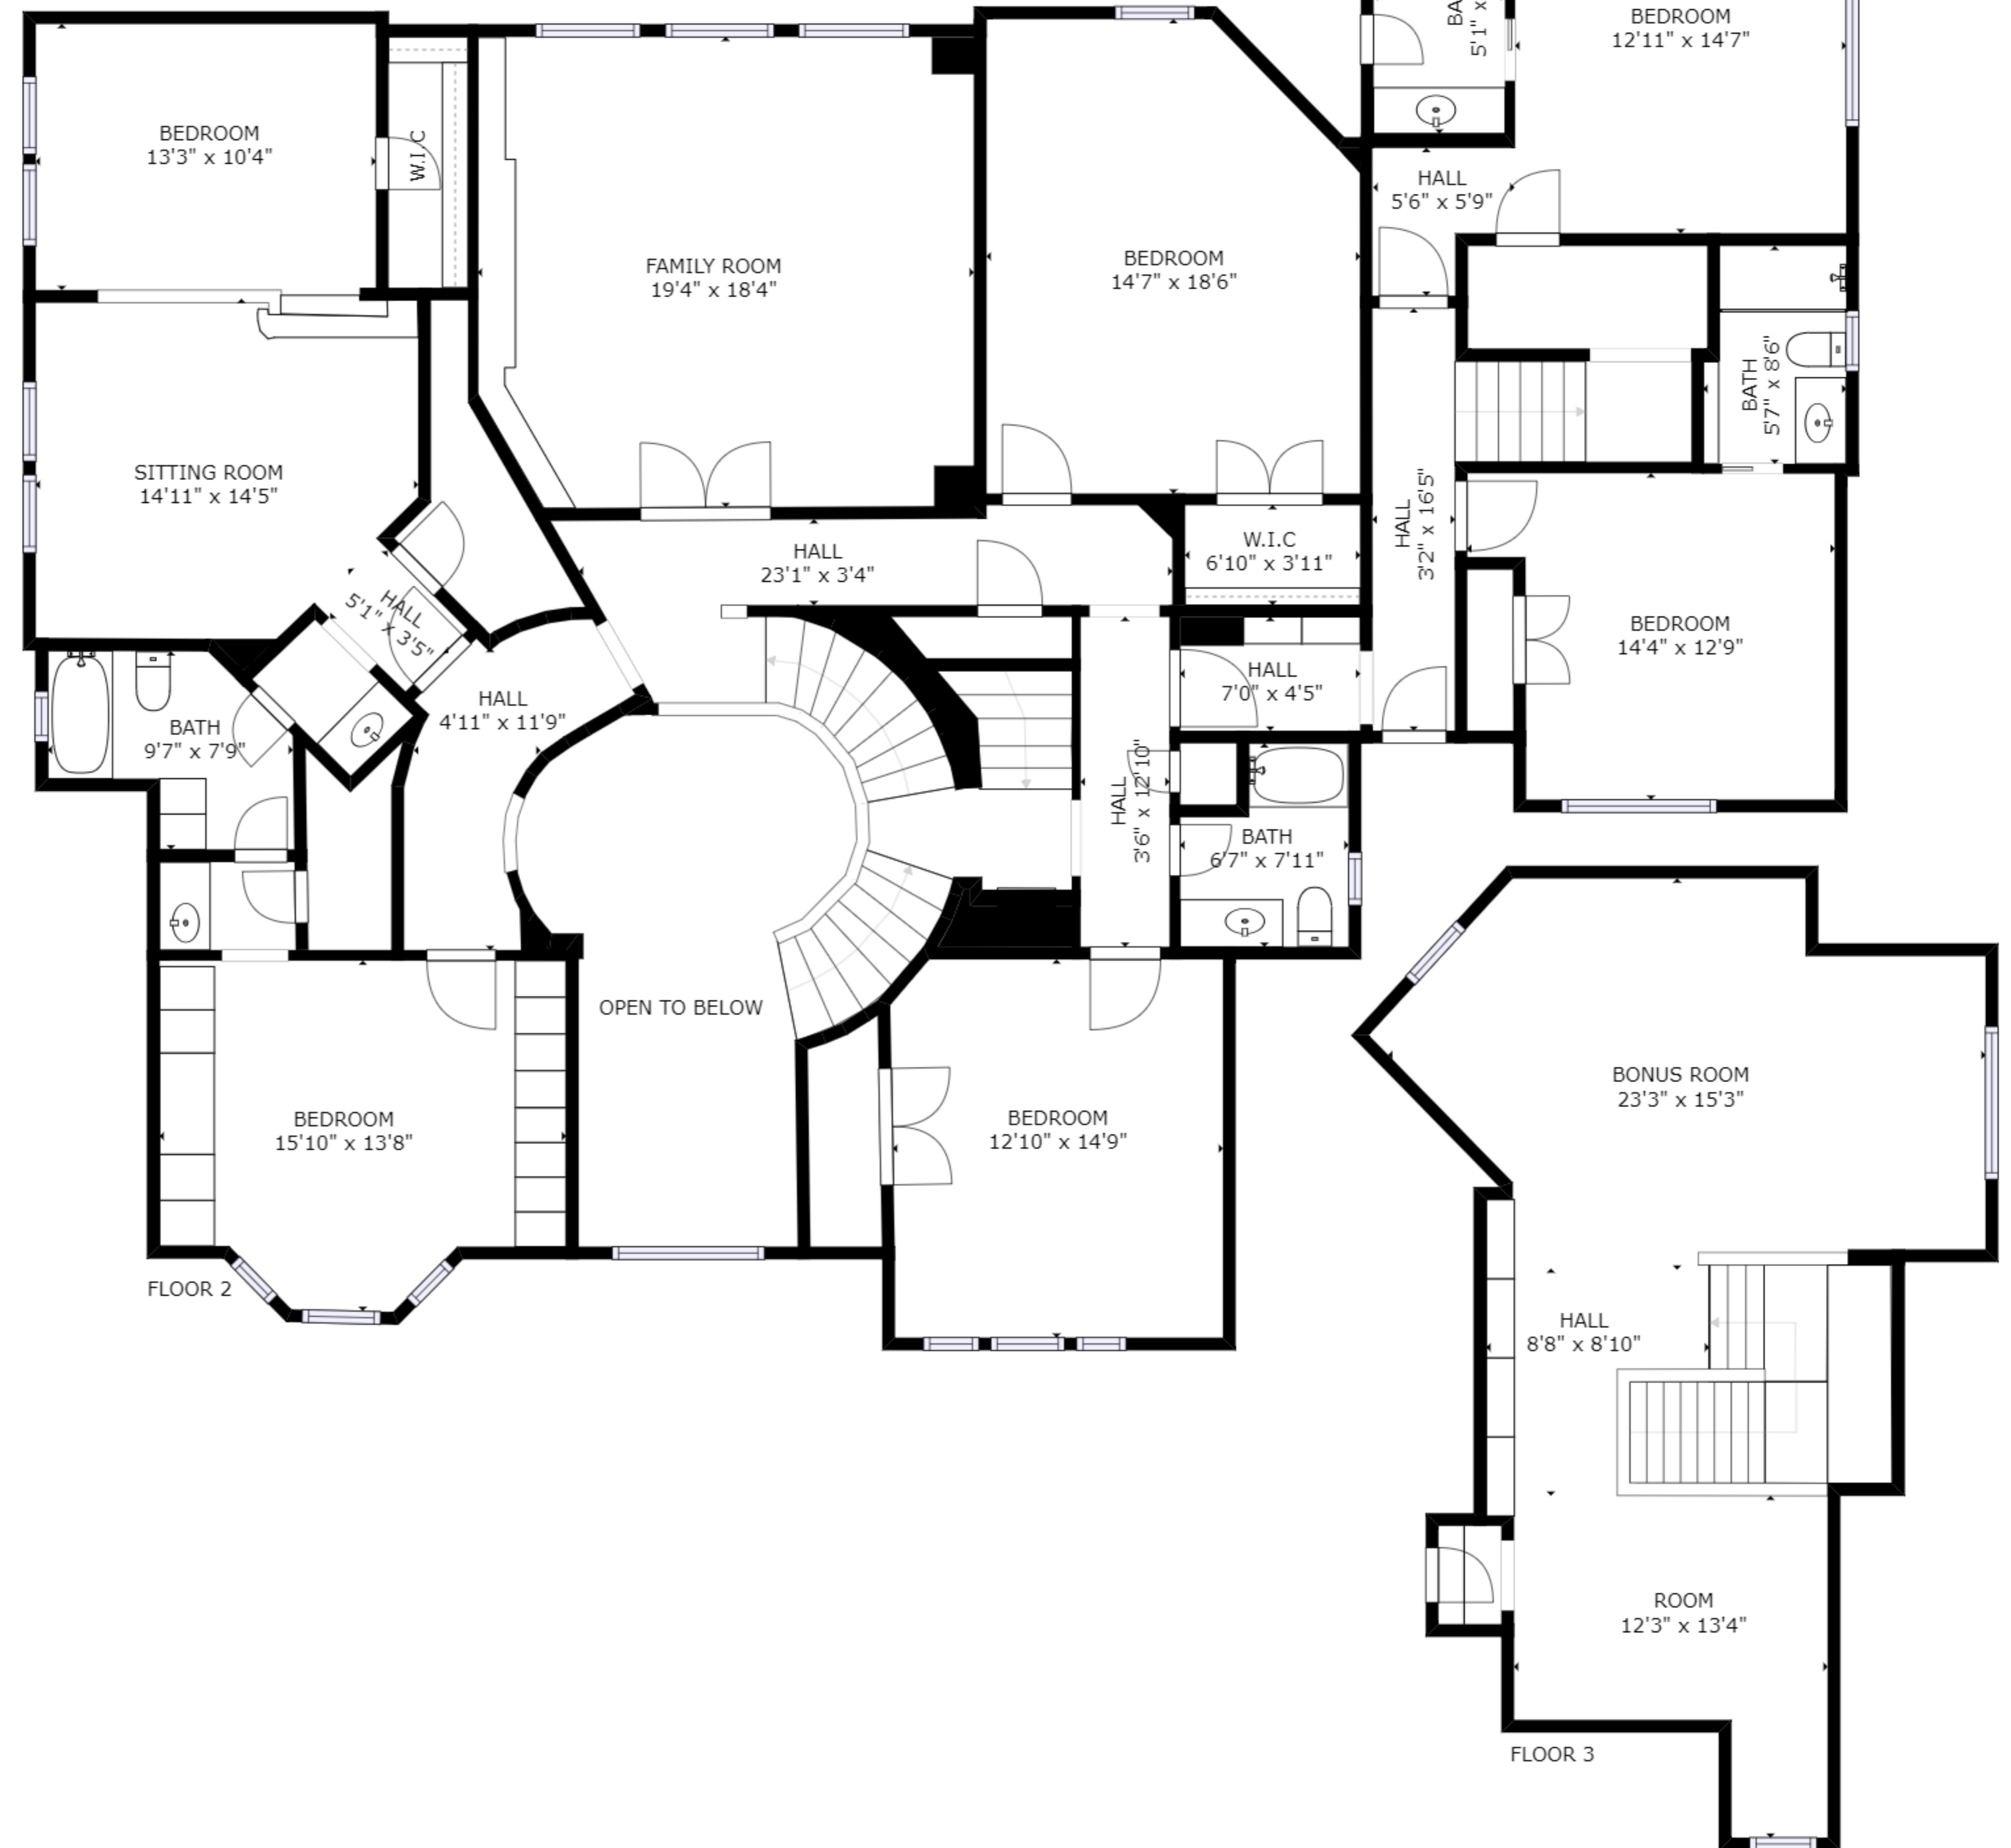 BEDROOM
13'3" x 10'4"
W.I.C
FAMILY ROOM
19'4" x 18'4"
BEDROOM
14'7" x 18'6"
BA
5'1" x
BEDROOM
12'11" x 14'7"
HALL
5'6" x 5'9"
SITTING ROOM
14'11" x 14'5"
HALL
23'1" x 3'4"
W.I.C
6'10" x 3'11"
HALL
3'2" x 16'5"
BATH
5'7" x 8'6"
HALL
5'1" x 3'5"
BEDROOM
14'4" x 12'9"
HALL
4'11" x 11'9"
BATH
9'7" x 7'9"
HALL
7'0" x 4'5"
HALL
3'6" x 12'10"
BATH
6'7" x 7'11"
OPEN TO BELOW
BEDROOM
15'10" x 13'8"
BEDROOM
12'10" x 14'9"
BONUS ROOM
23'3" x 15'3"
FLOOR 2
HALL
8'8" x 8'10"
ROOM
12'3" x 13'4"
FLOOR 3